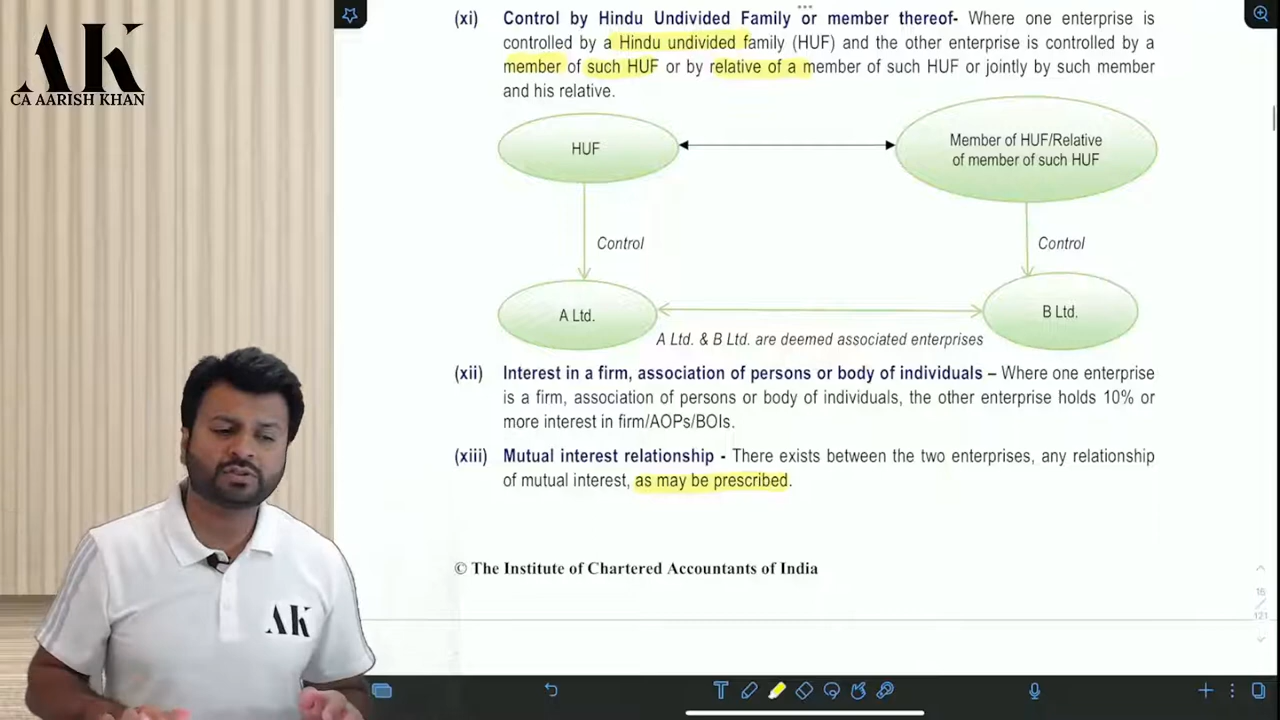 AK
CA AARISH KHAN
(xi) Control by Hindu Undivided Family or member thereof- Where one enterprise is
controlled by a Hindu undivided family (HUF) and the other enterprise is controlled by a
member of such HUF or by relative of a member of such HUF or jointly by such member
and his relative.
HUF
Member of HUF/Relative
of member of such HUF
Control
Control
A Ltd.
B Ltd.
A Ltd. & B Ltd. are deemed associated enterprises
(xii) Interest in a firm, association of persons or body of individuals – Where one enterprise
is a firm, association of persons or body of individuals, the other enterprise holds 10% or
more interest in firm/AOPs/BOIs.
(xiii) Mutual interest relationship - There exists between the two enterprises, any relationship
of mutual interest, as may be prescribed.
© The Institute of Chartered Accountants of India
16
/
121
AK
T